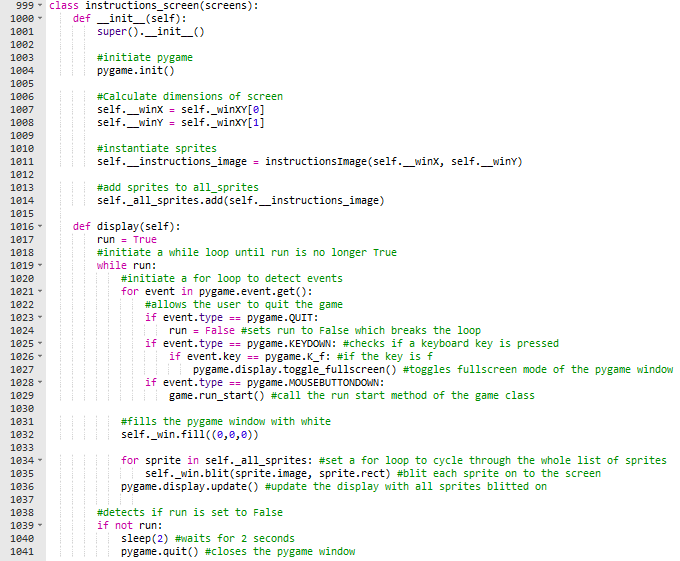 999 class instructions_screen(screens):
1000     def __init__(self):
1001         super().__init__()
1002
1003         #initiate pygame
1004         pygame.init()
1005
1006         #Calculate dimensions of screen
1007         self.__winX = self._winXY[0]
1008         self.__winY = self._winXY[1]
1009
1010         #instantiate sprites
1011         self.__instructions_image = instructionsImage(self.__winX, self.__winY)
1012
1013         #add sprites to all_sprites
1014         self._all_sprites.add(self.__instructions_image)
1015
1016     def display(self):
1017         run = True
1018         #initiate a while loop until run is no longer True
1019         while run:
1020             #initiate a for loop to detect events
1021             for event in pygame.event.get():
1022                 #allows the user to quit the game
1023                 if event.type == pygame.QUIT:
1024                     run = False #sets run to False which breaks the loop
1025                 if event.type == pygame.KEYDOWN: #checks if a keyboard key is pressed
1026                     if event.key == pygame.K_f: #if the key is f
1027                         pygame.display.toggle_fullscreen() #toggles fullscreen mode of the pygame window
1028                 if event.type == pygame.MOUSEBUTTONDOWN:
1029                     game.run_start() #call the run start method of the game class
1030
1031             #fills the pygame window with white
1032             self._win.fill((0,0,0))
1033
1034             for sprite in self._all_sprites: #set a for loop to cycle through the whole list of sprites
1035                 self._win.blit(sprite.image, sprite.rect) #blit each sprite on to the screen
1036             pygame.display.update() #update the display with all sprites blitted on
1037
1038         #detects if run is set to False
1039         if not run:
1040             sleep(2) #waits for 2 seconds
1041             pygame.quit() #closes the pygame window